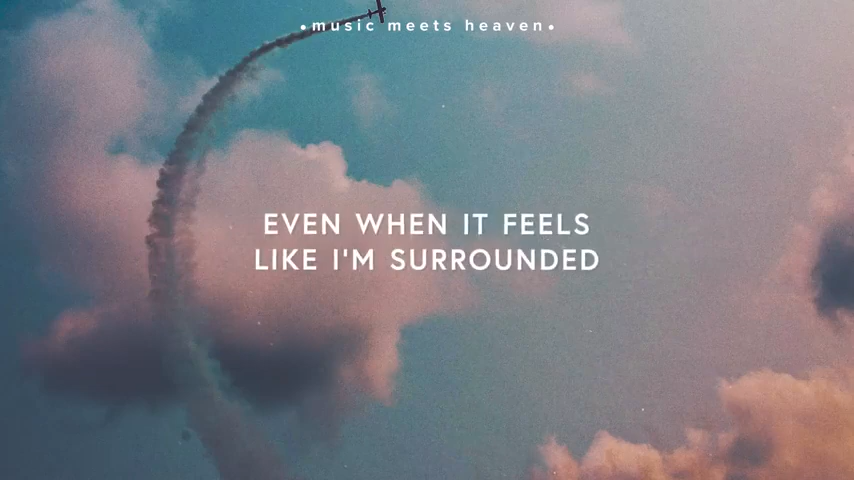 •music meets heaven•
EVEN WHEN IT FEELS
LIKE I'M SURROUNDED